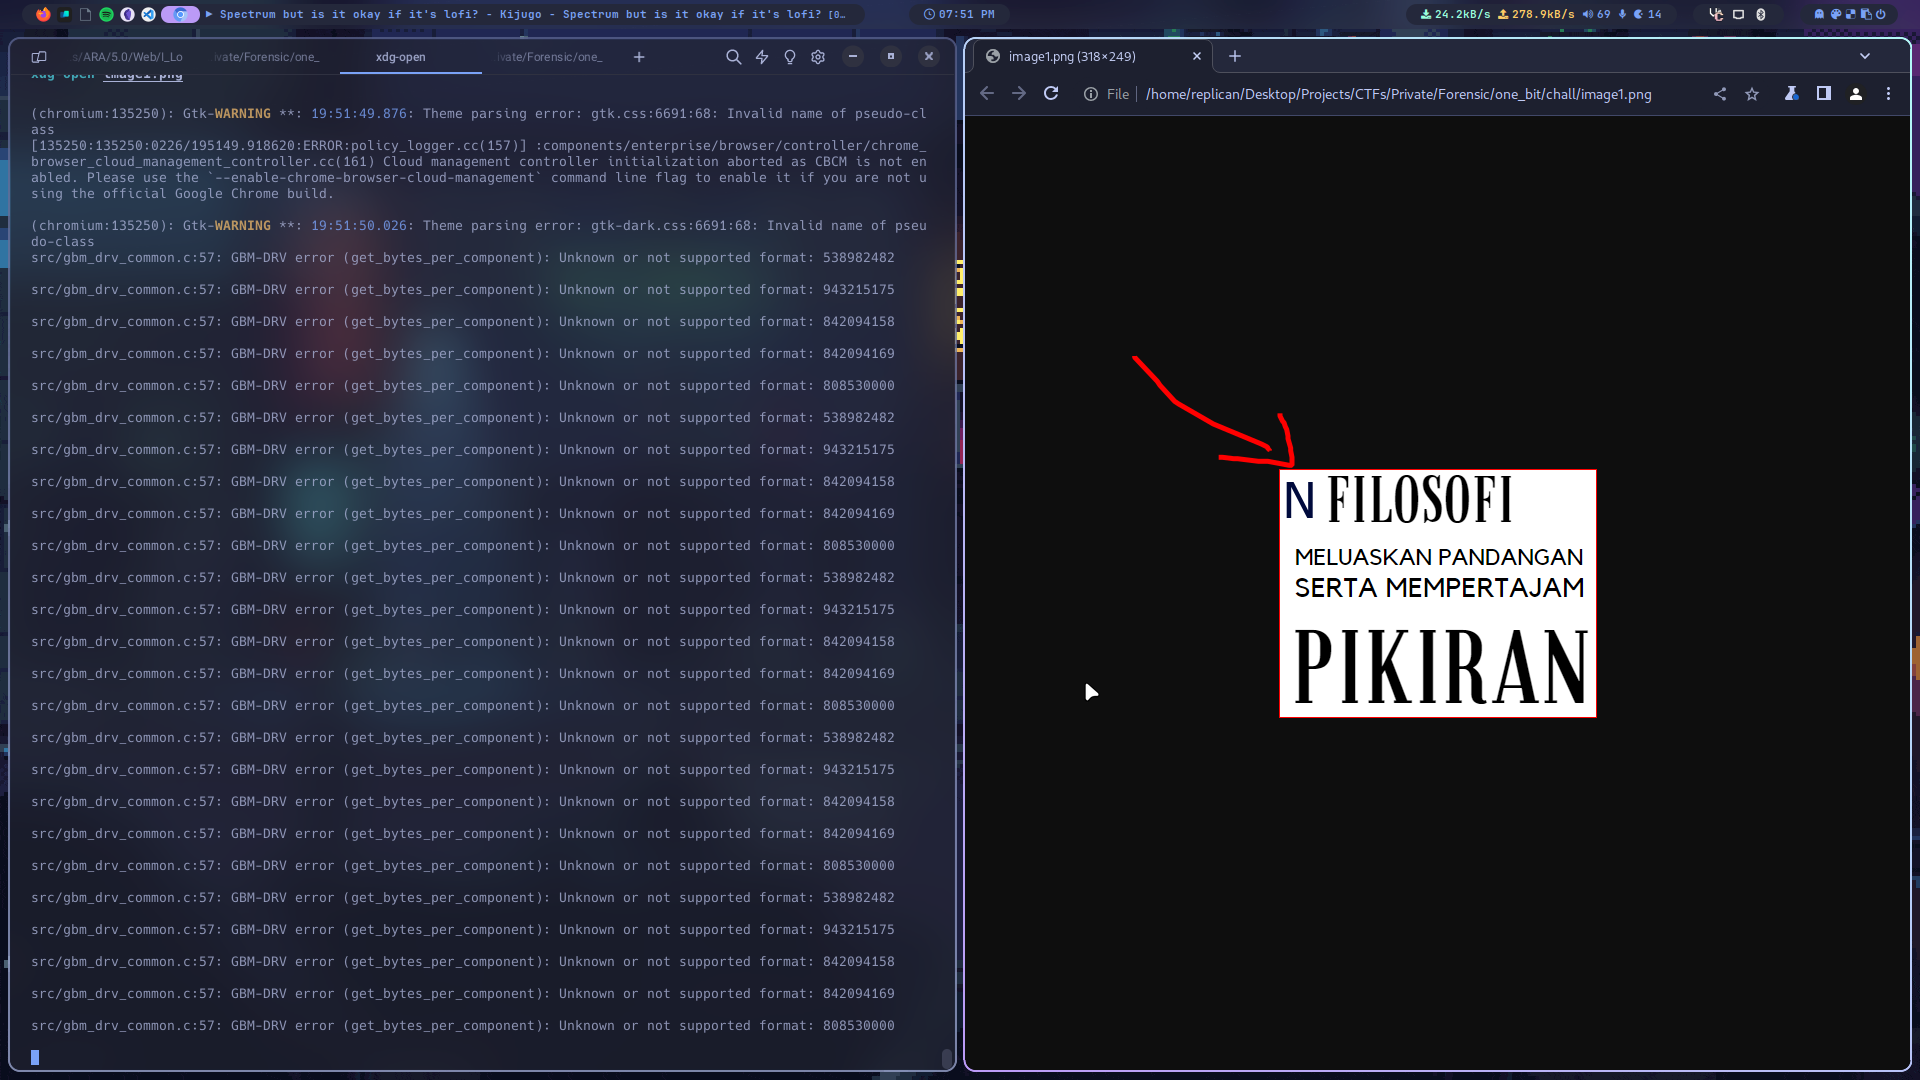 Spectrum but is it okay if it's lofi? - Kijugo - Spectrum but is it okay if it's lofi? [0…
07:51 PM
24.2kB/s 278.9kB/s 69 14
s/ARA/5.0/Web/I_Lo
ivate/Forensic/one_
xdg-open
ivate/Forensic/one_
xdg-open image1.png
(chromium:135250): Gtk-WARNING **: 19:51:49.876: Theme parsing error: gtk.css:6691:68: Invalid name of pseudo-cl
ass
[135250:135250:0226/195149.918620:ERROR:policy_logger.cc(157)] :components/enterprise/browser/controller/chrome_
browser_cloud_management_controller.cc(161) Cloud management controller initialization aborted as CBCM is not en
abled. Please use the `--enable-chrome-browser-cloud-management` command line flag to enable it if you are not u
sing the official Google Chrome build.
(chromium:135250): Gtk-WARNING **: 19:51:50.026: Theme parsing error: gtk-dark.css:6691:68: Invalid name of pseu
do-class
src/gbm_drv_common.c:57: GBM-DRV error (get_bytes_per_component): Unknown or not supported format: 538982482
src/gbm_drv_common.c:57: GBM-DRV error (get_bytes_per_component): Unknown or not supported format: 943215175
src/gbm_drv_common.c:57: GBM-DRV error (get_bytes_per_component): Unknown or not supported format: 842094158
src/gbm_drv_common.c:57: GBM-DRV error (get_bytes_per_component): Unknown or not supported format: 842094169
src/gbm_drv_common.c:57: GBM-DRV error (get_bytes_per_component): Unknown or not supported format: 808530000
src/gbm_drv_common.c:57: GBM-DRV error (get_bytes_per_component): Unknown or not supported format: 538982482
src/gbm_drv_common.c:57: GBM-DRV error (get_bytes_per_component): Unknown or not supported format: 943215175
src/gbm_drv_common.c:57: GBM-DRV error (get_bytes_per_component): Unknown or not supported format: 842094158
src/gbm_drv_common.c:57: GBM-DRV error (get_bytes_per_component): Unknown or not supported format: 842094169
src/gbm_drv_common.c:57: GBM-DRV error (get_bytes_per_component): Unknown or not supported format: 808530000
src/gbm_drv_common.c:57: GBM-DRV error (get_bytes_per_component): Unknown or not supported format: 538982482
src/gbm_drv_common.c:57: GBM-DRV error (get_bytes_per_component): Unknown or not supported format: 943215175
src/gbm_drv_common.c:57: GBM-DRV error (get_bytes_per_component): Unknown or not supported format: 842094158
src/gbm_drv_common.c:57: GBM-DRV error (get_bytes_per_component): Unknown or not supported format: 842094169
src/gbm_drv_common.c:57: GBM-DRV error (get_bytes_per_component): Unknown or not supported format: 808530000
src/gbm_drv_common.c:57: GBM-DRV error (get_bytes_per_component): Unknown or not supported format: 538982482
src/gbm_drv_common.c:57: GBM-DRV error (get_bytes_per_component): Unknown or not supported format: 943215175
src/gbm_drv_common.c:57: GBM-DRV error (get_bytes_per_component): Unknown or not supported format: 842094158
src/gbm_drv_common.c:57: GBM-DRV error (get_bytes_per_component): Unknown or not supported format: 842094169
src/gbm_drv_common.c:57: GBM-DRV error (get_bytes_per_component): Unknown or not supported format: 808530000
src/gbm_drv_common.c:57: GBM-DRV error (get_bytes_per_component): Unknown or not supported format: 538982482
src/gbm_drv_common.c:57: GBM-DRV error (get_bytes_per_component): Unknown or not supported format: 943215175
src/gbm_drv_common.c:57: GBM-DRV error (get_bytes_per_component): Unknown or not supported format: 842094158
src/gbm_drv_common.c:57: GBM-DRV error (get_bytes_per_component): Unknown or not supported format: 842094169
src/gbm_drv_common.c:57: GBM-DRV error (get_bytes_per_component): Unknown or not supported format: 808530000
image1.png (318×249)
File /home/replican/Desktop/Projects/CTFs/Private/Forensic/one_bit/chall/image1.png
N FILOSOFI
MELUASKAN PANDANGAN
SERTA MEMPERTAJAM
PIKIRAN